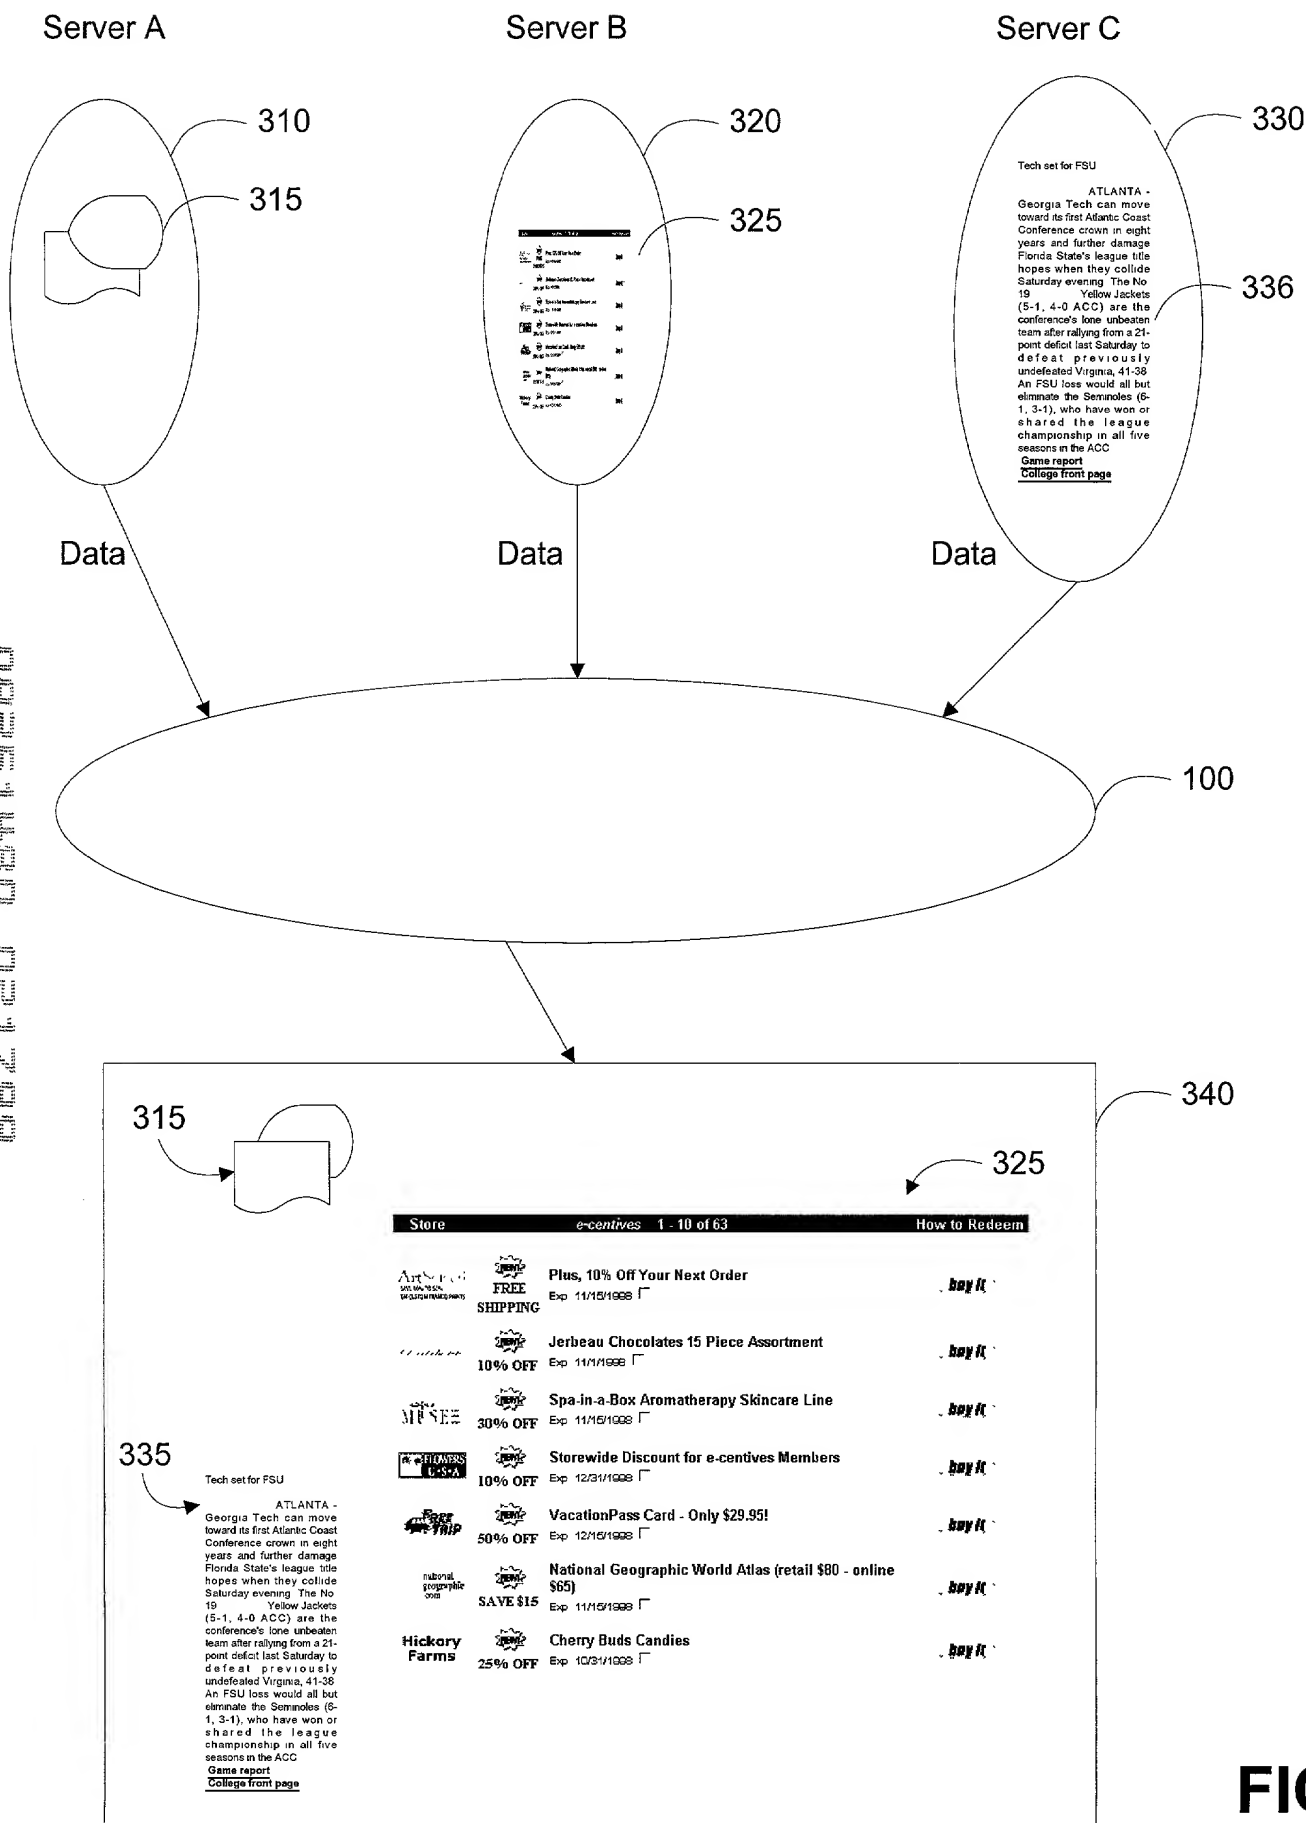 Server A
Server B
Server C
310
315
320
325
330
336
Tech set for FSU
ATLANTA -
Georgia Tech can move
toward its first Atlantic Coast
Conference crown in eight
years and further damage
Florida State's league title
hopes when they collide
Saturday evening The No
19 Yellow Jackets
(5-1, 4-0 ACC) are the
conference's lone unbeaten
team after rallying from a 21-
point deficit last Saturday to
defeat previously
undefeated Virginia, 41-38
An FSU loss would all but
eliminate the Seminoles (6-
1, 3-1), who have won or
shared the league
championship in all five
seasons in the ACC
Game report
College front page
Data
Data
Data
100
340
315
325
Store e-centives 1 - 10 of 63 How to Redeem
NEW!
FREE
SHIPPING
Plus, 10% Off Your Next Order
Exp 11/15/1998
buy it
NEW!
10% OFF
Jerbeau Chocolates 15 Piece Assortment
Exp 11/1/1998
buy it
MUSEE
NEW!
30% OFF
Spa-in-a-Box Aromatherapy Skincare Line
Exp 11/15/1998
buy it
FLOWERS
U·S·A
NEW!
10% OFF
Storewide Discount for e-centives Members
Exp 12/31/1998
buy it
TRIP
NEW!
50% OFF
VacationPass Card - Only $29.95!
Exp 12/15/1998
buy it
national
geographic
com
NEW!
SAVE $15
National Geographic World Atlas (retail $80 - online
$65)
Exp 11/15/1998
buy it
Hickory
Farms
NEW!
25% OFF
Cherry Buds Candies
Exp 10/31/1998
buy it
335
Tech set for FSU
ATLANTA -
Georgia Tech can move
toward its first Atlantic Coast
Conference crown in eight
years and further damage
Florida State's league title
hopes when they collide
Saturday evening The No
19 Yellow Jackets
(5-1, 4-0 ACC) are the
conference's lone unbeaten
team after rallying from a 21-
point deficit last Saturday to
defeat previously
undefeated Virginia, 41-38
An FSU loss would all but
eliminate the Seminoles (6-
1, 3-1), who have won or
shared the league
championship in all five
seasons in the ACC
Game report
College front page